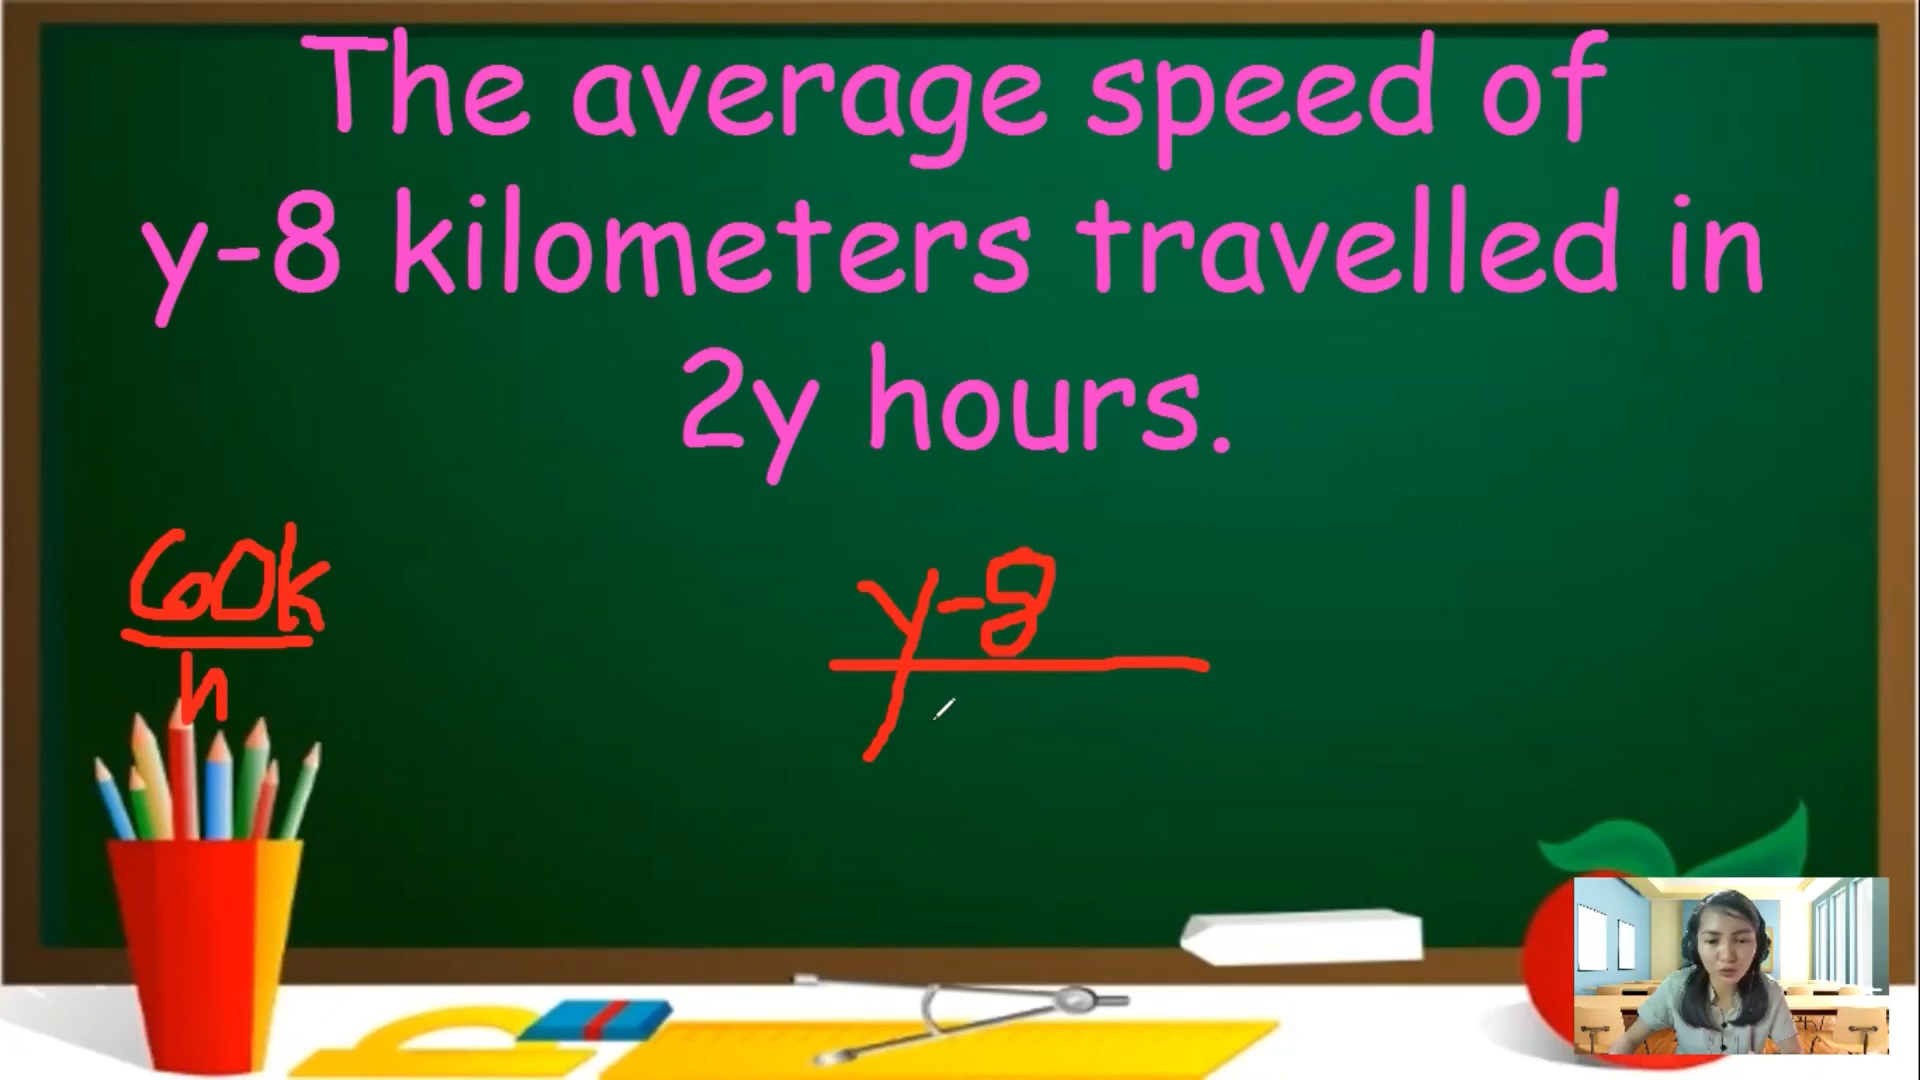 The average speed of
y-8 kilometers travelled in
2y hours.
60k
h
y-8